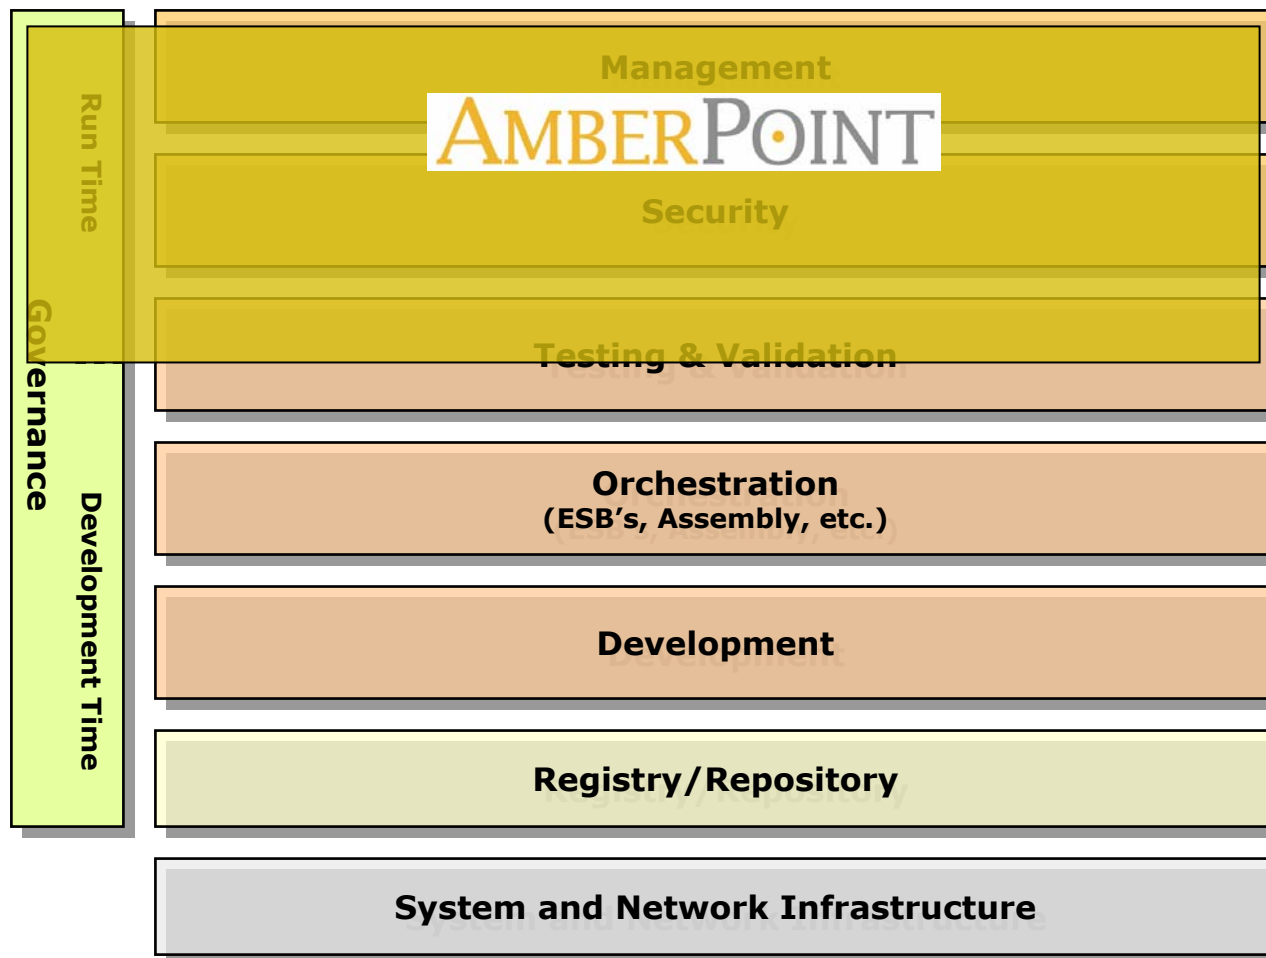 Management
AMBERPOINT
Security
Testing & Validation
Orchestration
(ESB’s, Assembly, etc.)
Development
Registry/Repository
System and Network Infrastructure
Governance
Run Time
Development Time